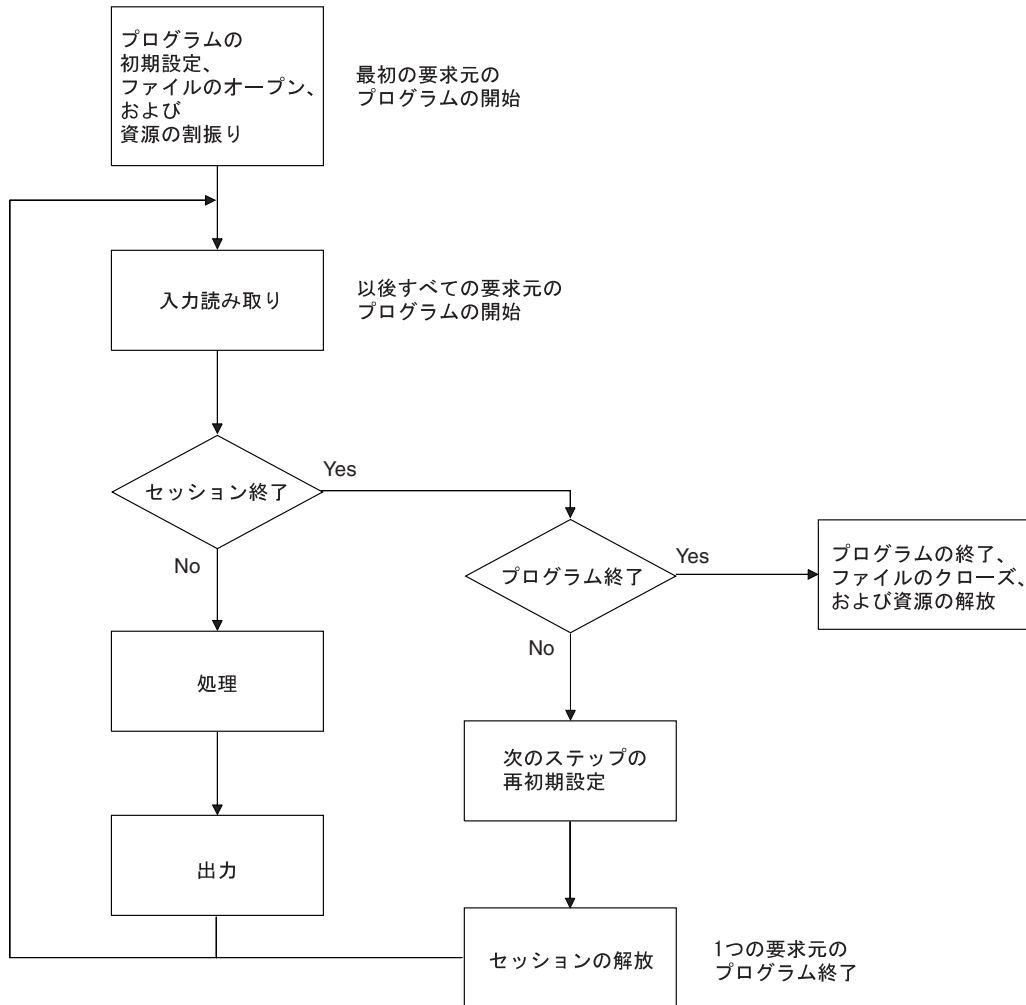 プログラムの
初期設定、
ファイルのオープン、
および
資源の割振り
最初の要求元の
プログラムの開始
入力読み取り
以後すべての要求元の
プログラムの開始
セッション終了
Yes
No
プログラム終了
Yes
No
プログラムの終了、
ファイルのクローズ、
および資源の解放
処理
次のステップの
再初期設定
出力
セッションの解放
1つの要求元の
プログラム終了